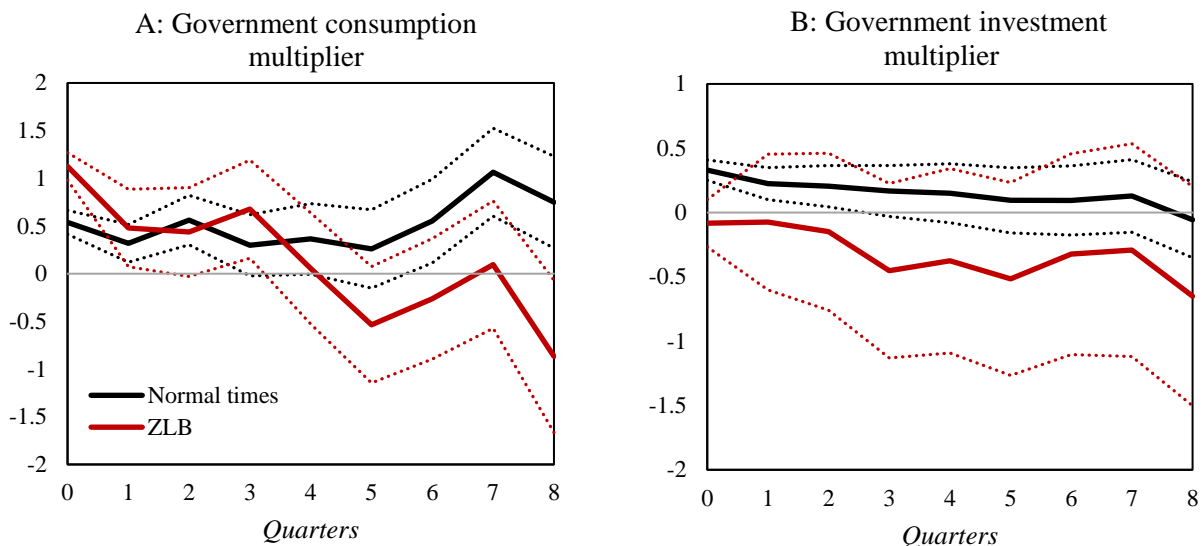 A: Government consumption
multiplier
2
1.5
1
0.5
0
-0.5
-1
-1.5
-2
Normal times
ZLB
0 1 2 3 4 5 6 7 8
Quarters
B: Government investment
multiplier
1
0.5
0
-0.5
-1
-1.5
-2
0 1 2 3 4 5 6 7 8
Quarters